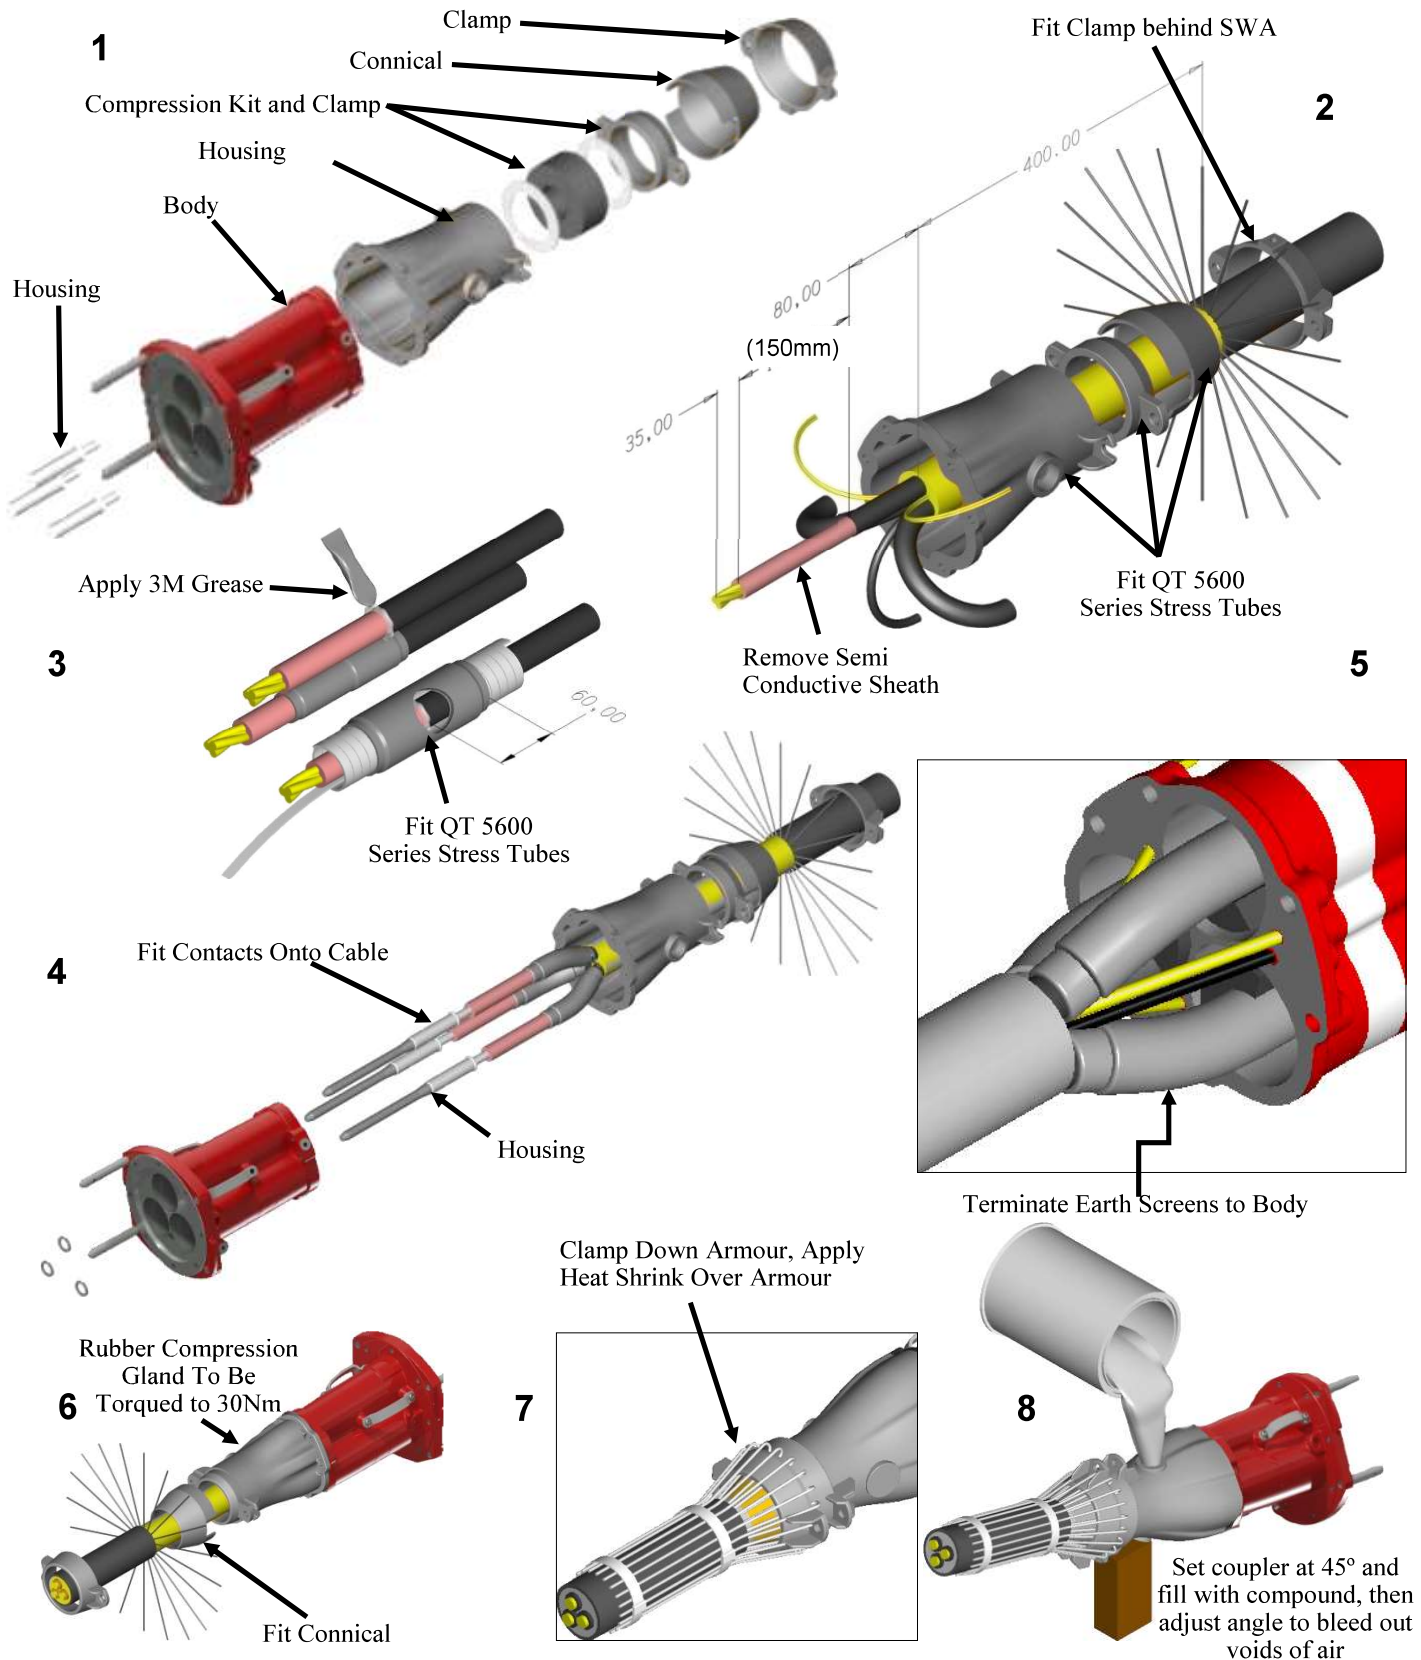 1
Clamp
Connical
Compression Kit and Clamp
Housing
Body
Housing
Fit Clamp behind SWA
2
400.00
80,00
(150mm)
35,00
Fit QT 5600
Series Stress Tubes
Remove Semi
Conductive Sheath
Apply 3M Grease
3
60,00
Fit QT 5600
Series Stress Tubes
4
Fit Contacts Onto Cable
Housing
5
Terminate Earth Screens to Body
6
Rubber Compression
Gland To Be
Torqued to 30Nm
Fit Connical
7
Clamp Down Armour, Apply
Heat Shrink Over Armour
8
Set coupler at 45º and
fill with compound, then
adjust angle to bleed out
voids of air